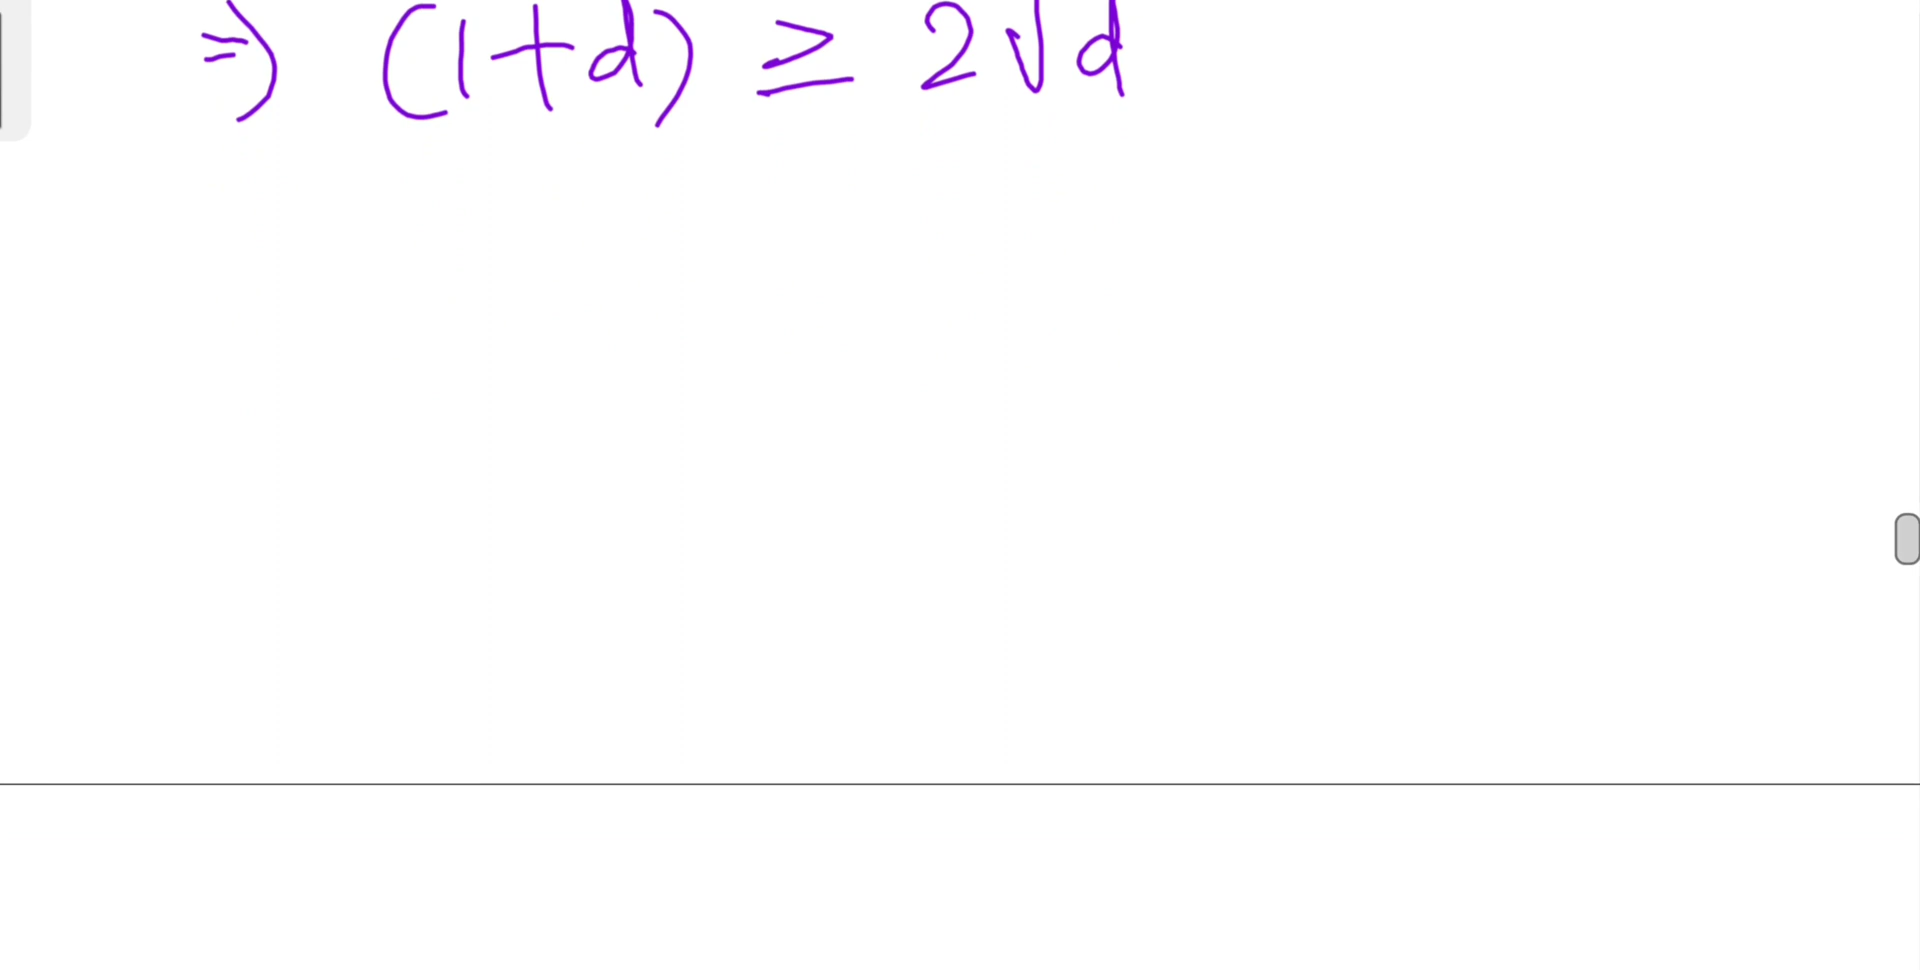 ⇒ (1+d) ≥ 2√d